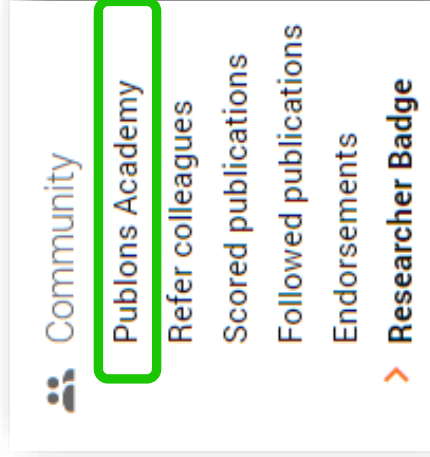 Community
Publons Academy
Refer colleagues
Scored publications
Followed publications
Endorsements
Researcher Badge